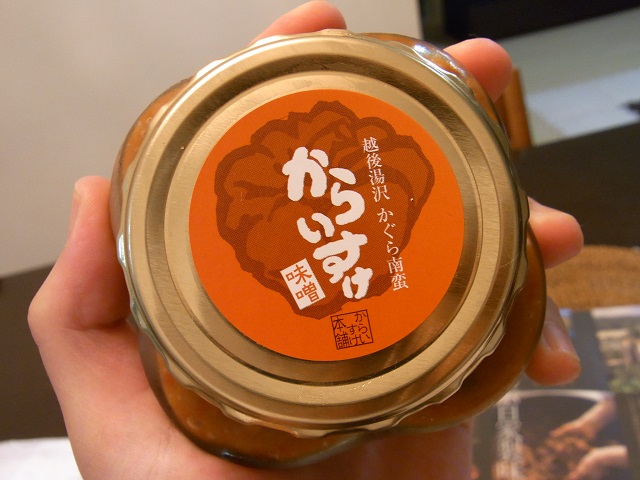 越後湯沢 かぐら南蛮
から
いすけ
味噌
からい
すけ
本舗